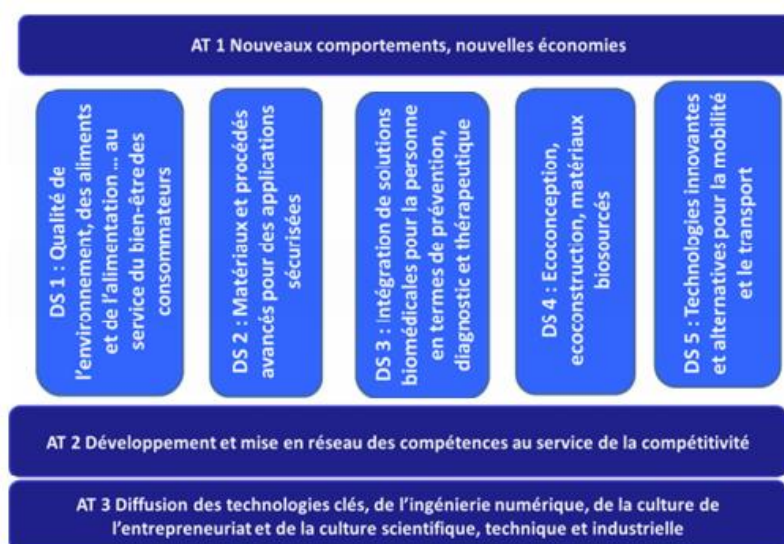 AT 1 Nouveaux comportements, nouvelles économies
DS 1 : Qualité de
l'environnement, des aliments
et de l'alimentation ... au
service du bien-être des
consommateurs
DS 2 : Matériaux et procédés
avancés pour des applications
sécurisées
DS 3 : Intégration de solutions
biomédicales pour la personne
en termes de prévention,
diagnostic et thérapeutique
DS 4 : Ecoconception,
ecoconstruction, matériaux
biosourcés
DS 5 : Technologies innovantes
et alternatives pour la mobilité
et le transport
AT 2 Développement et mise en réseau des compétences au service de la compétitivité
AT 3 Diffusion des technologies clés, de l'ingénierie numérique, de la culture de
l'entrepreneuriat et de la culture scientifique, technique et industrielle